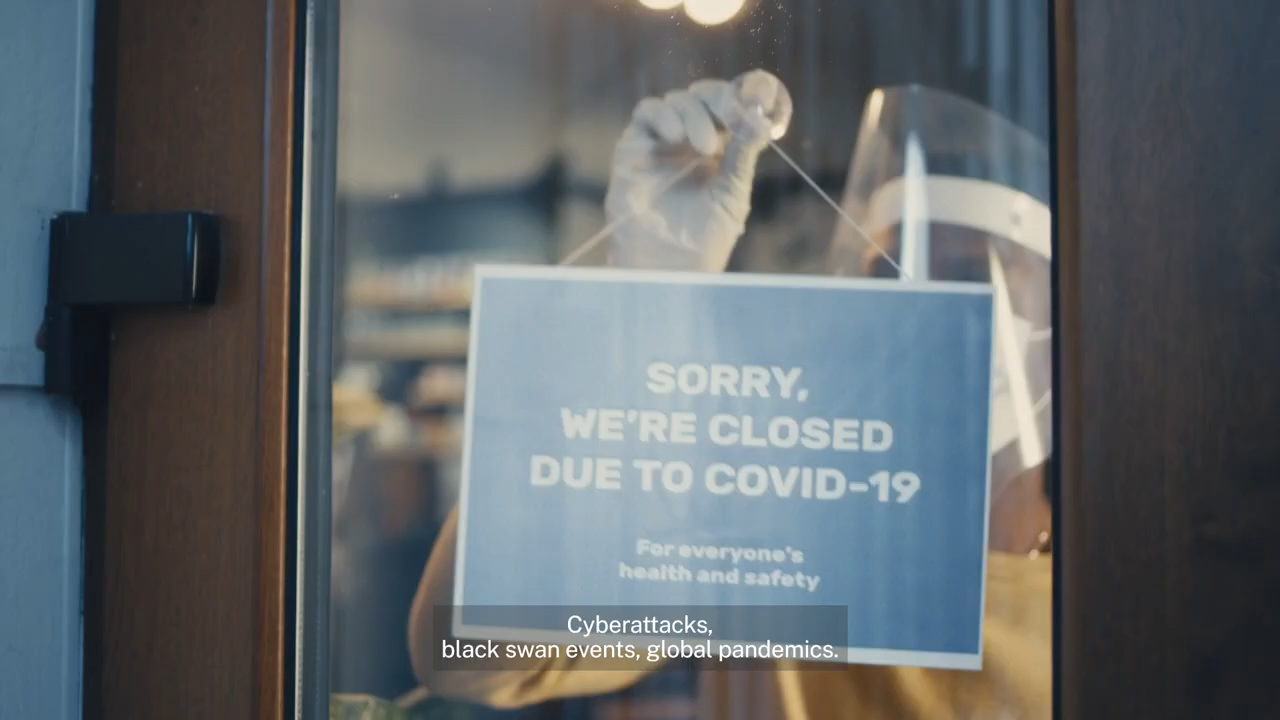 SORRY,
WE'RE CLOSED
DUE TO COVID-19
For everyone's
health and safety
Cyberattacks,
black swan events, global pandemics.